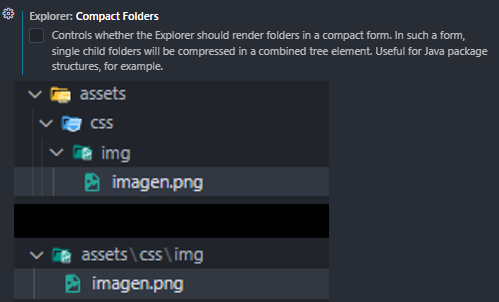 Explorer: Compact Folders
Controls whether the Explorer should render folders in a compact form. In such a form,
single child folders will be compressed in a combined tree element. Useful for Java package
structures, for example.
assets
css
img
imagen.png
assets\css\img
imagen.png